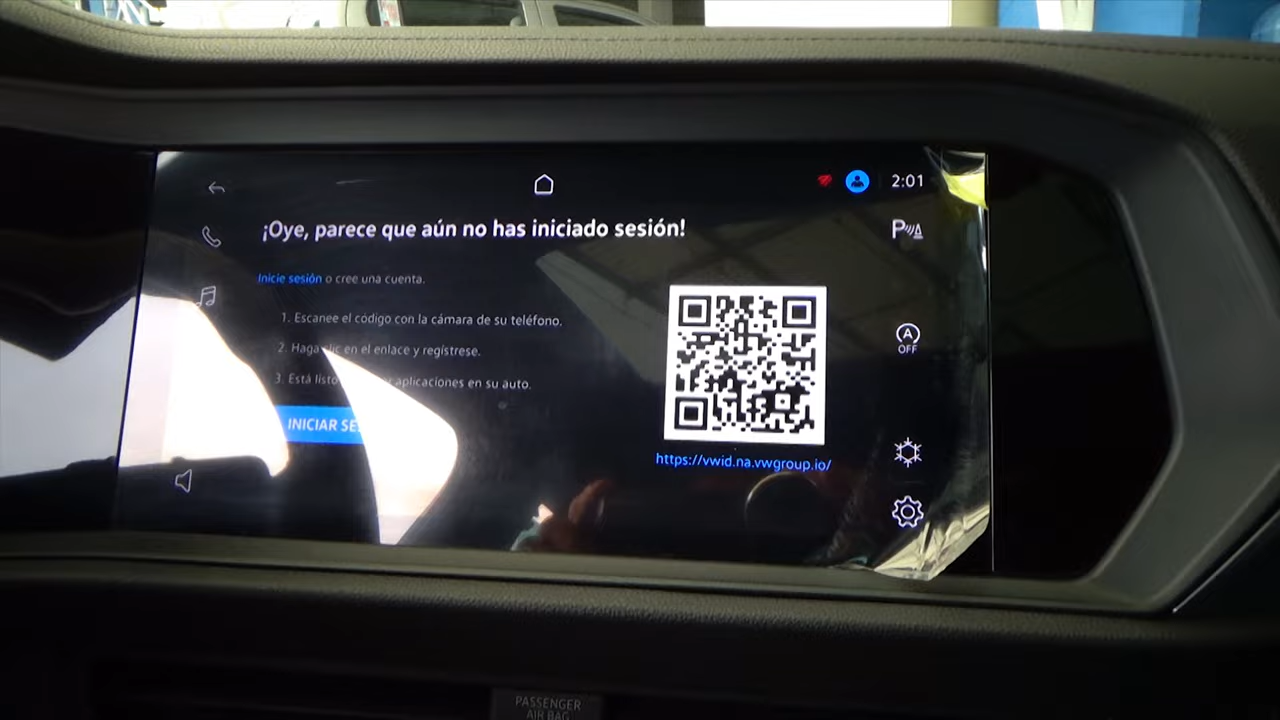 2:01
¡Oye, parece que aún no has iniciado sesión!
Inicie sesión o cree una cuenta.
1. Escanee el código con la cámara de su teléfono.
2. Haga clic en el enlace y regístrese.
3. Está listo aplicaciones en su auto.
INICIAR
https://vwid.na.vwgroup.io/
P
A
OFF
PASSENGER
AIR BAG